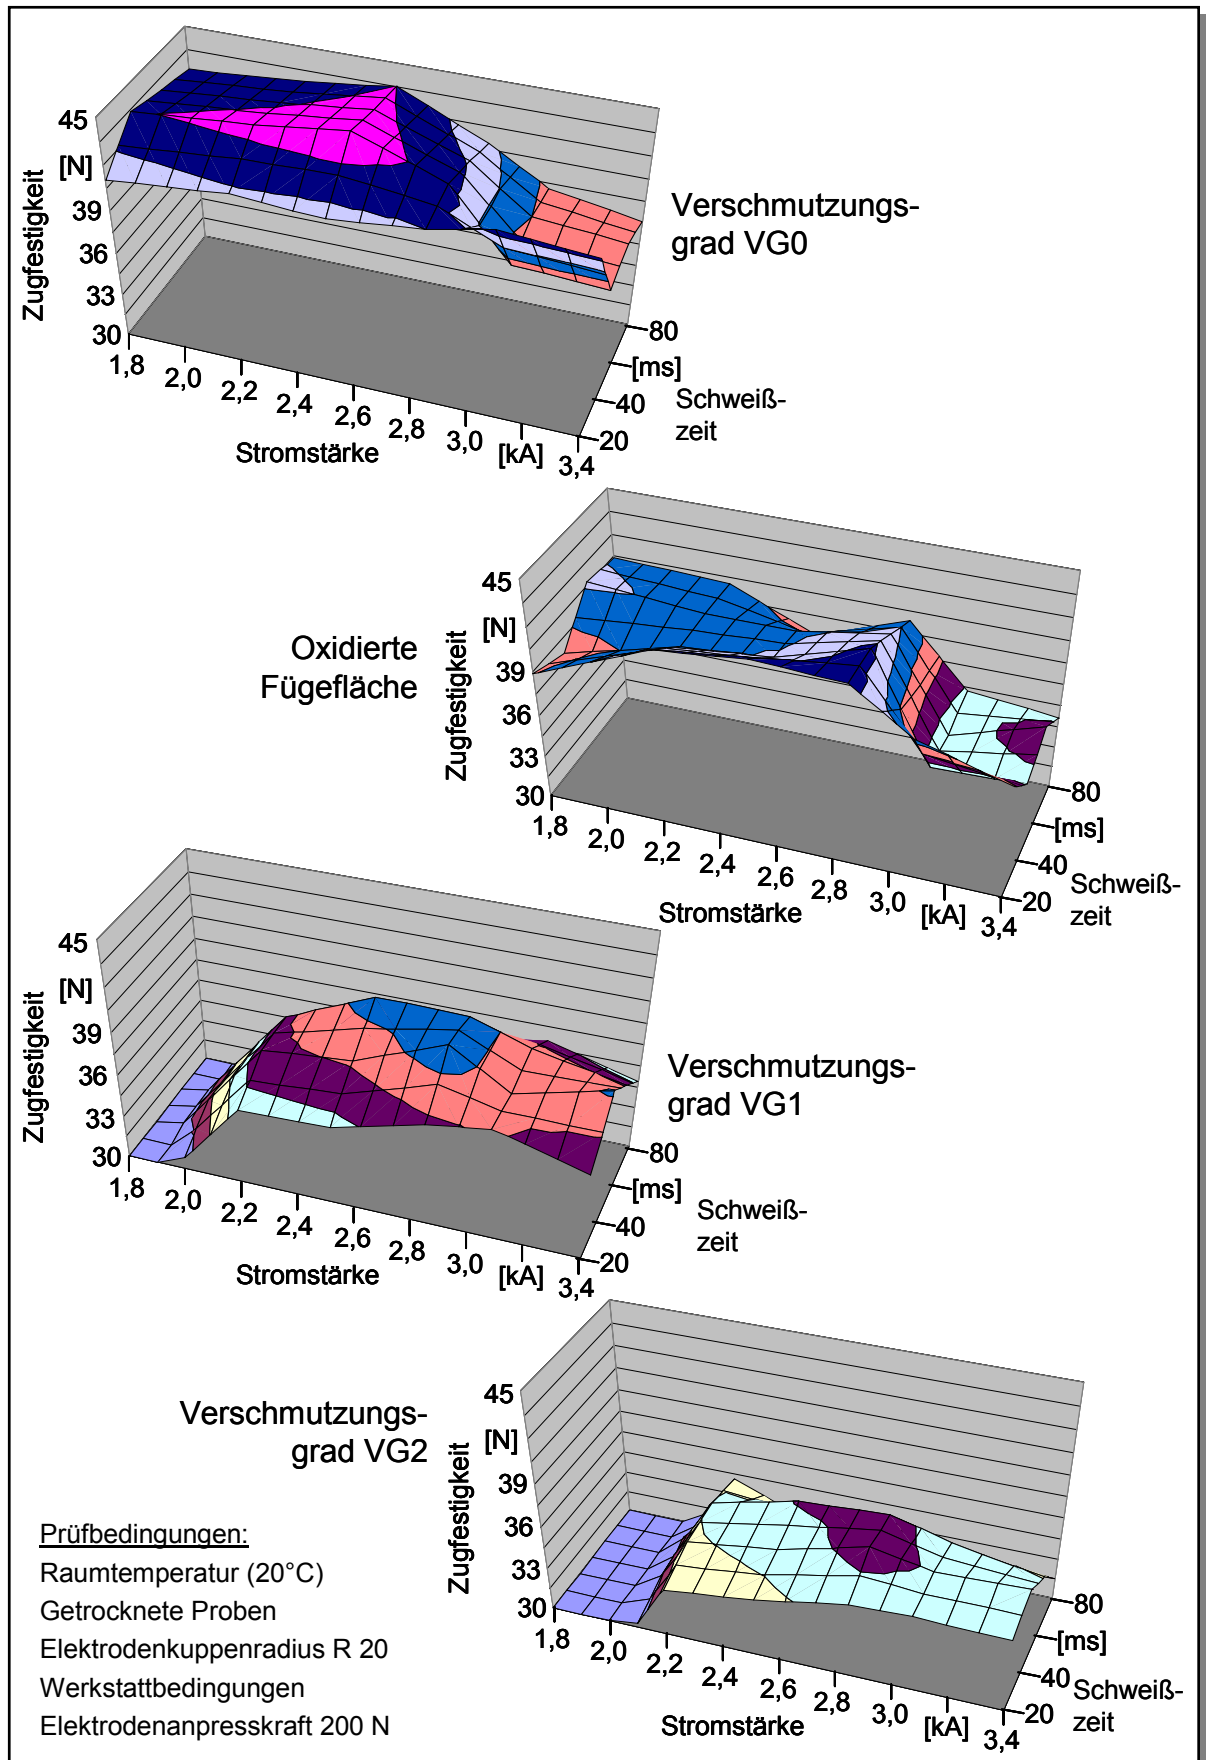 45
[N]
39
36
33
30
Zugfestigkeit
1,8
2,0
2,2
2,4
2,6
2,8
3,0
[kA]
3,4
Stromstärke
80
[ms]
40
20
Schweiß-
zeit
Verschmutzungs-
grad VG0
Oxidierte
Fügefläche
45
[N]
39
36
33
30
Zugfestigkeit
1,8
2,0
2,2
2,4
2,6
2,8
3,0
[kA]
3,4
Stromstärke
80
[ms]
40
20
Schweiß-
zeit
45
[N]
39
36
33
30
Zugfestigkeit
1,8
2,0
2,2
2,4
2,6
2,8
3,0
[kA]
3,4
Stromstärke
80
[ms]
40
20
Schweiß-
zeit
Verschmutzungs-
grad VG1
Verschmutzungs-
grad VG2
45
[N]
39
36
33
30
Zugfestigkeit
1,8
2,0
2,2
2,4
2,6
2,8
3,0
[kA]
3,4
Stromstärke
80
[ms]
40
20
Schweiß-
zeit
Prüfbedingungen:
Raumtemperatur (20°C)
Getrocknete Proben
Elektrodenkuppenradius R 20
Werkstattbedingungen
Elektrodenanpresskraft 200 N